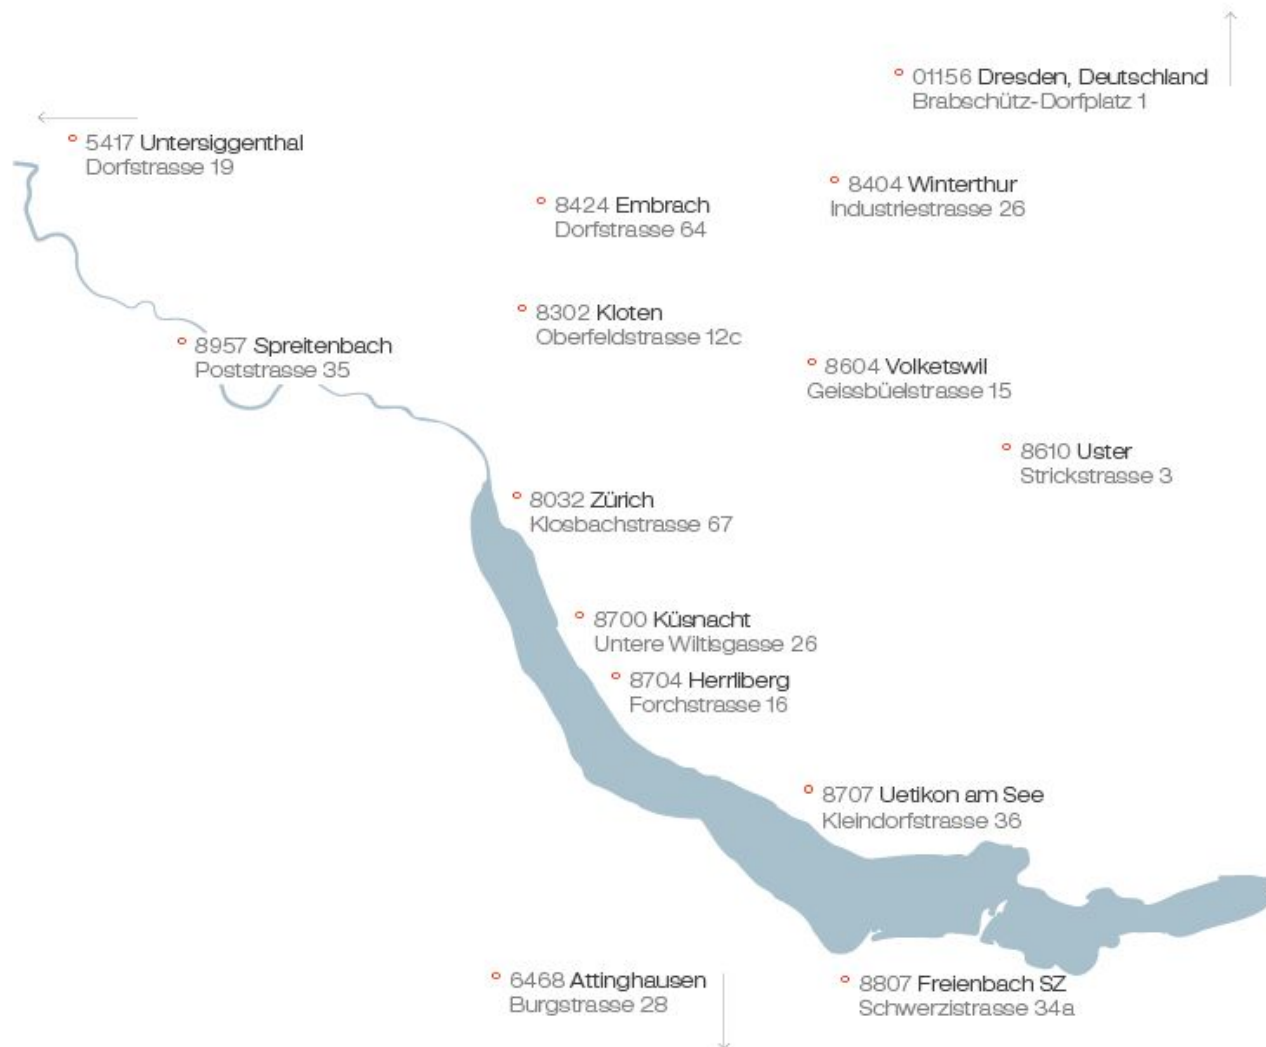 01156 Dresden, Deutschland
Brabschütz-Dorfplatz 1
5417 Untersiggenthal
Dorfstrasse 19
8404 Winterthur
Industriestrasse 26
8424 Embrach
Dorfstrasse 64
8302 Kloten
Oberfeldstrasse 12c
8957 Spreitenbach
Poststrasse 35
8604 Volketswil
Geissbüelstrasse 15
8610 Uster
Strickstrasse 3
8032 Zürich
Klosbachstrasse 67
8700 Küsnacht
Untere Wiltisgasse 26
8704 Herrliberg
Forchstrasse 16
8707 Uetikon am See
Kleindorfstrasse 36
6468 Attinghausen
Burgstrasse 28
8807 Freienbach SZ
Schwerzistrasse 34a